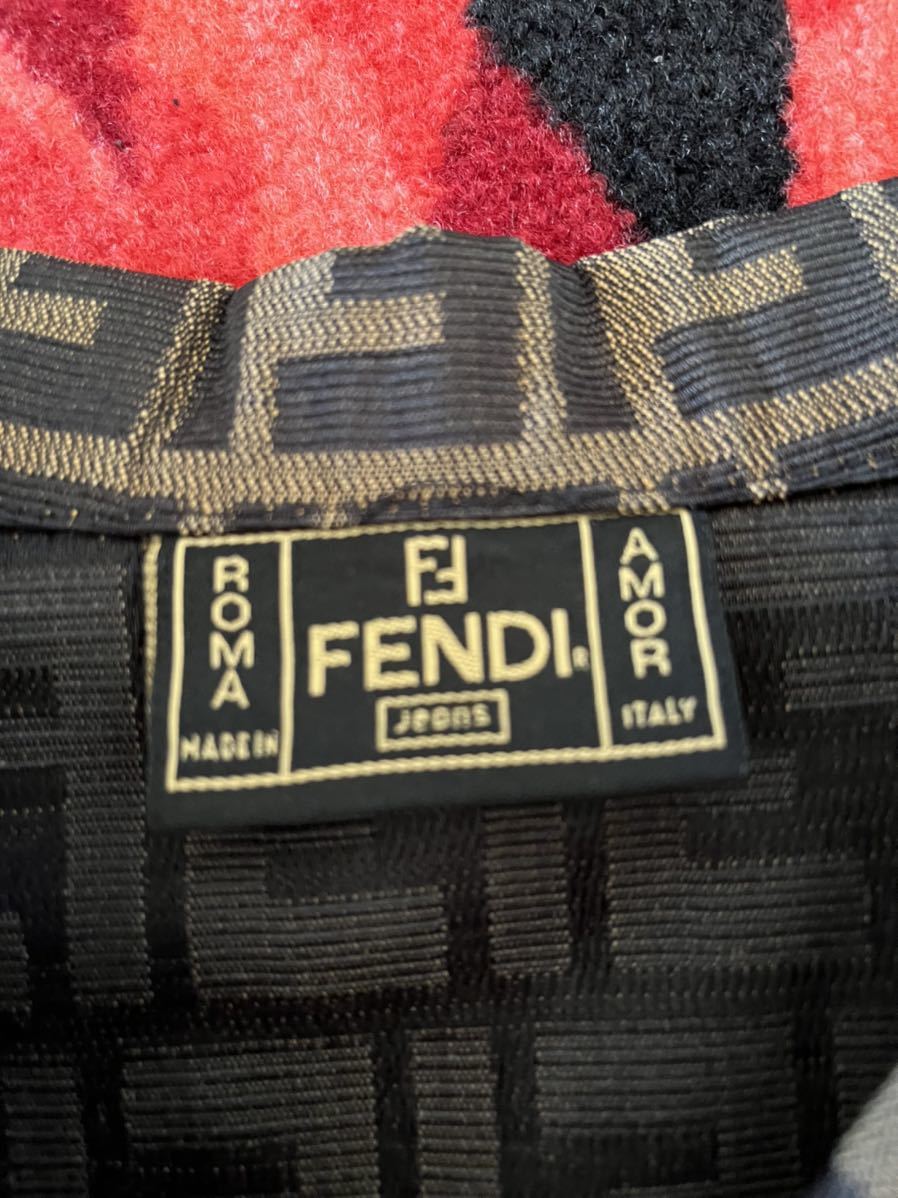 ROMA
MADE IN
FF
FENDI®
Jeans
AMOR
ITALY